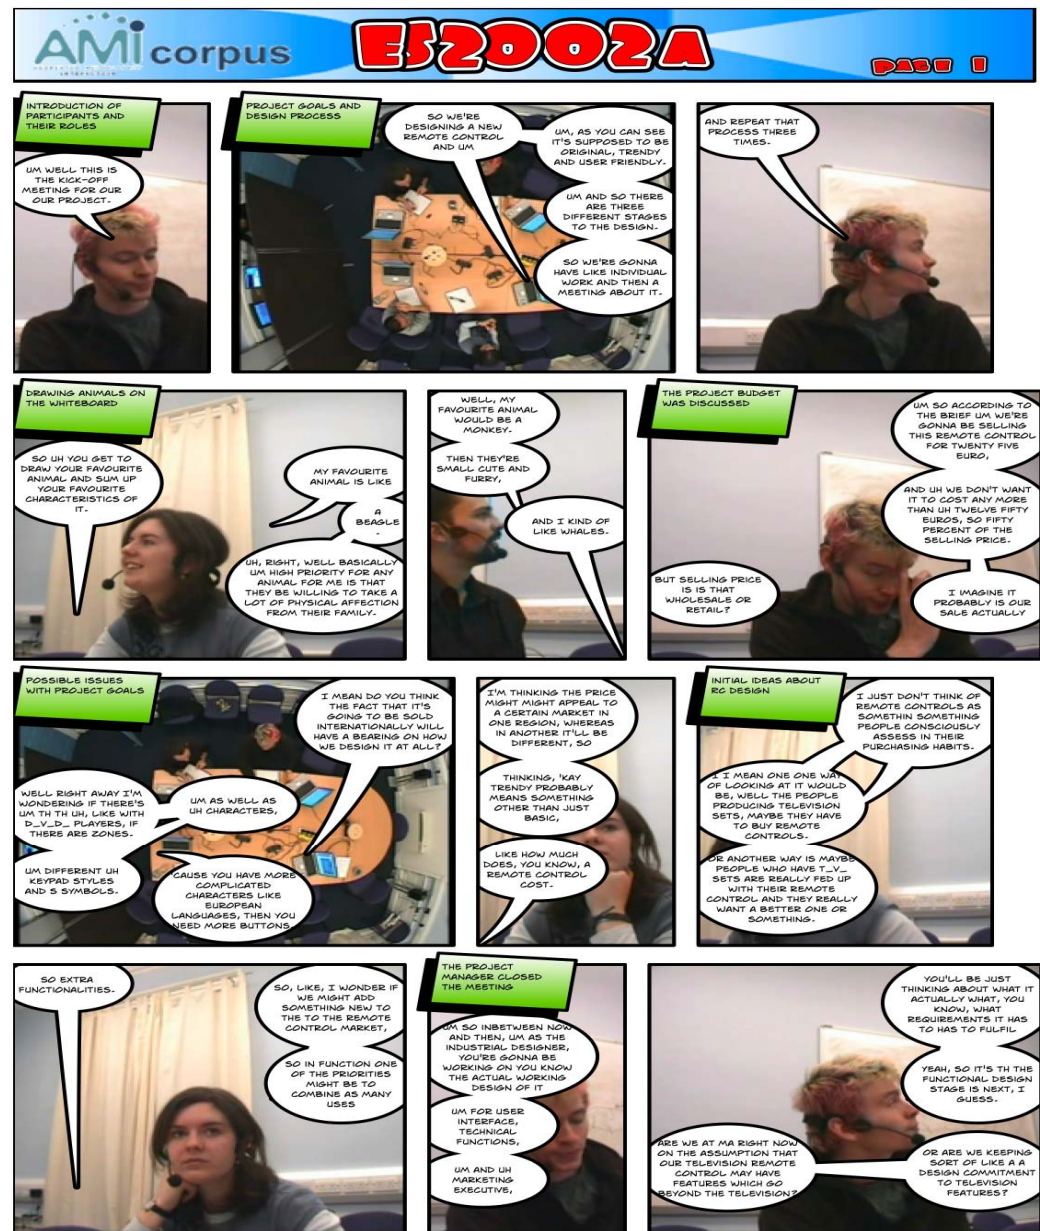 AMI corpus
ES2002A
PAGE 1
INTRODUCTION OF
PARTICIPANTS AND
THEIR ROLES
UM WELL THIS IS
THE KICK-OFF
MEETING FOR OUR
OUR PROJECT.
PROJECT GOALS AND
DESIGN PROCESS
SO WE'RE
DESIGNING A NEW
REMOTE CONTROL
AND UM
UM, AS YOU CAN SEE
IT'S SUPPOSED TO BE
ORIGINAL, TRENDY
AND USER FRIENDLY.
UM AND SO THERE
ARE THREE
DIFFERENT STAGES
TO THE DESIGN.
SO WE'RE GONNA
HAVE LIKE INDIVIDUAL
WORK AND THEN A
MEETING ABOUT IT.
AND REPEAT THAT
PROCESS THREE
TIMES.
DRAWING ANIMALS ON
THE WHITEBOARD
SO UH YOU GET TO
DRAW YOUR FAVOURITE
ANIMAL AND SUM UP
YOUR FAVOURITE
CHARACTERISTICS OF
IT.
MY FAVOURITE
ANIMAL IS LIKE
A
BEAGLE
.
UH, RIGHT, WELL BASICALLY
UM HIGH PRIORITY FOR ANY
ANIMAL FOR ME IS THAT
THEY BE WILLING TO TAKE A
LOT OF PHYSICAL AFFECTION
FROM THEIR FAMILY.
WELL, MY
FAVOURITE ANIMAL
WOULD BE A
MONKEY.
THEN THEY'RE
SMALL CUTE AND
FURRY,
AND I KIND OF
LIKE WHALES.
THE PROJECT BUDGET
WAS DISCUSSED
UM SO ACCORDING TO
THE BRIEF UM WE'RE
GONNA BE SELLING
THIS REMOTE CONTROL
FOR TWENTY FIVE
EURO,
AND UH WE DON'T WANT
IT TO COST ANY MORE
THAN UH TWELVE FIFTY
EUROS, SO FIFTY
PERCENT OF THE
SELLING PRICE.
BUT SELLING PRICE
IS IS THAT
WHOLESALE OR
RETAIL?
I IMAGINE IT
PROBABLY IS OUR
SALE ACTUALLY
POSSIBLE ISSUES
WITH PROJECT GOALS
I MEAN DO YOU THINK
THE FACT THAT IT'S
GOING TO BE SOLD
INTERNATIONALLY WILL
HAVE A BEARING ON HOW
WE DESIGN IT AT ALL?
WELL RIGHT AWAY I'M
WONDERING IF THERE'S
UM TH TH UH, LIKE WITH
D_V_D_ PLAYERS, IF
THERE ARE ZONES.
UM AS WELL AS
UH CHARACTERS,
UM DIFFERENT UH
KEYPAD STYLES
AND S SYMBOLS.
'CAUSE YOU HAVE MORE
COMPLICATED
CHARACTERS LIKE
EUROPEAN
LANGUAGES, THEN YOU
NEED MORE BUTTONS
I'M THINKING THE PRICE
MIGHT MIGHT APPEAL TO
A CERTAIN MARKET IN
ONE REGION, WHEREAS
IN ANOTHER IT'LL BE
DIFFERENT, SO
THINKING, 'KAY
TRENDY PROBABLY
MEANS SOMETHING
OTHER THAN JUST
BASIC,
LIKE HOW MUCH
DOES, YOU KNOW, A
REMOTE CONTROL
COST.
INITIAL IDEAS ABOUT
RC DESIGN
I JUST DON'T THINK OF
REMOTE CONTROLS AS
SOMETHIN SOMETHING
PEOPLE CONSCIOUSLY
ASSESS IN THEIR
PURCHASING HABITS.
I I MEAN ONE ONE WAY
OF LOOKING AT IT WOULD
BE, WELL THE PEOPLE
PRODUCING TELEVISION
SETS, MAYBE THEY HAVE
TO BUY REMOTE
CONTROLS.
OR ANOTHER WAY IS MAYBE
PEOPLE WHO HAVE T_V_
SETS ARE REALLY FED UP
WITH THEIR REMOTE
CONTROL AND THEY REALLY
WANT A BETTER ONE OR
SOMETHING.
SO EXTRA
FUNCTIONALITIES.
SO, LIKE, I WONDER IF
WE MIGHT ADD
SOMETHING NEW TO
THE TO THE REMOTE
CONTROL MARKET,
SO IN FUNCTION ONE
OF THE PRIORITIES
MIGHT BE TO
COMBINE AS MANY
USES
THE PROJECT
MANAGER CLOSED
THE MEETING
UM SO INBETWEEN NOW
AND THEN, UM AS THE
INDUSTRIAL DESIGNER,
YOU'RE GONNA BE
WORKING ON YOU KNOW
THE ACTUAL WORKING
DESIGN OF IT
UM FOR USER
INTERFACE,
TECHNICAL
FUNCTIONS,
UM AND UH
MARKETING
EXECUTIVE,
YOU'LL BE JUST
THINKING ABOUT WHAT IT
ACTUALLY WHAT, YOU
KNOW, WHAT
REQUIREMENTS IT HAS
TO HAS TO FULFIL
YEAH, SO IT'S TH THE
FUNCTIONAL DESIGN
STAGE IS NEXT, I
GUESS.
ARE WE AT MA RIGHT NOW
ON THE ASSUMPTION THAT
OUR TELEVISION REMOTE
CONTROL MAY HAVE
FEATURES WHICH GO
BEYOND THE TELEVISION?
OR ARE WE KEEPING
SORT OF LIKE A A
DESIGN COMMITMENT
TO TELEVISION
FEATURES?